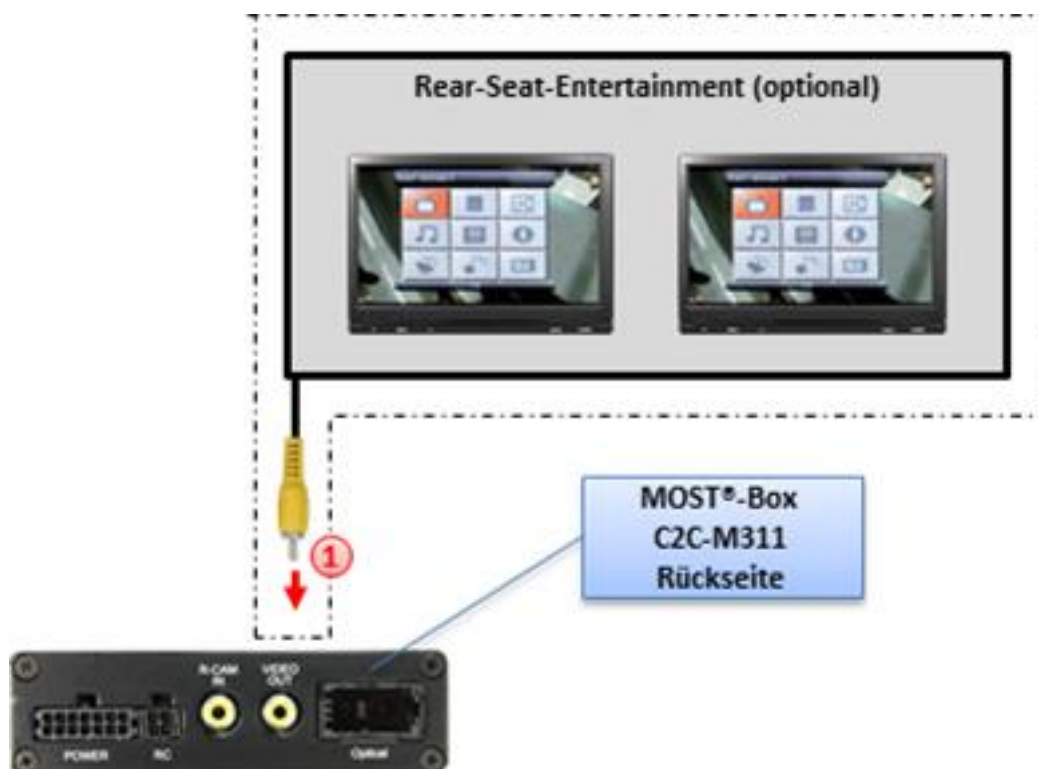 Rear-Seat-Entertainment (optional)
1
MOST®-Box
C2C-M311
Rückseite
R-CAM
IN
VIDEO
OUT
POWER
RC
Optical